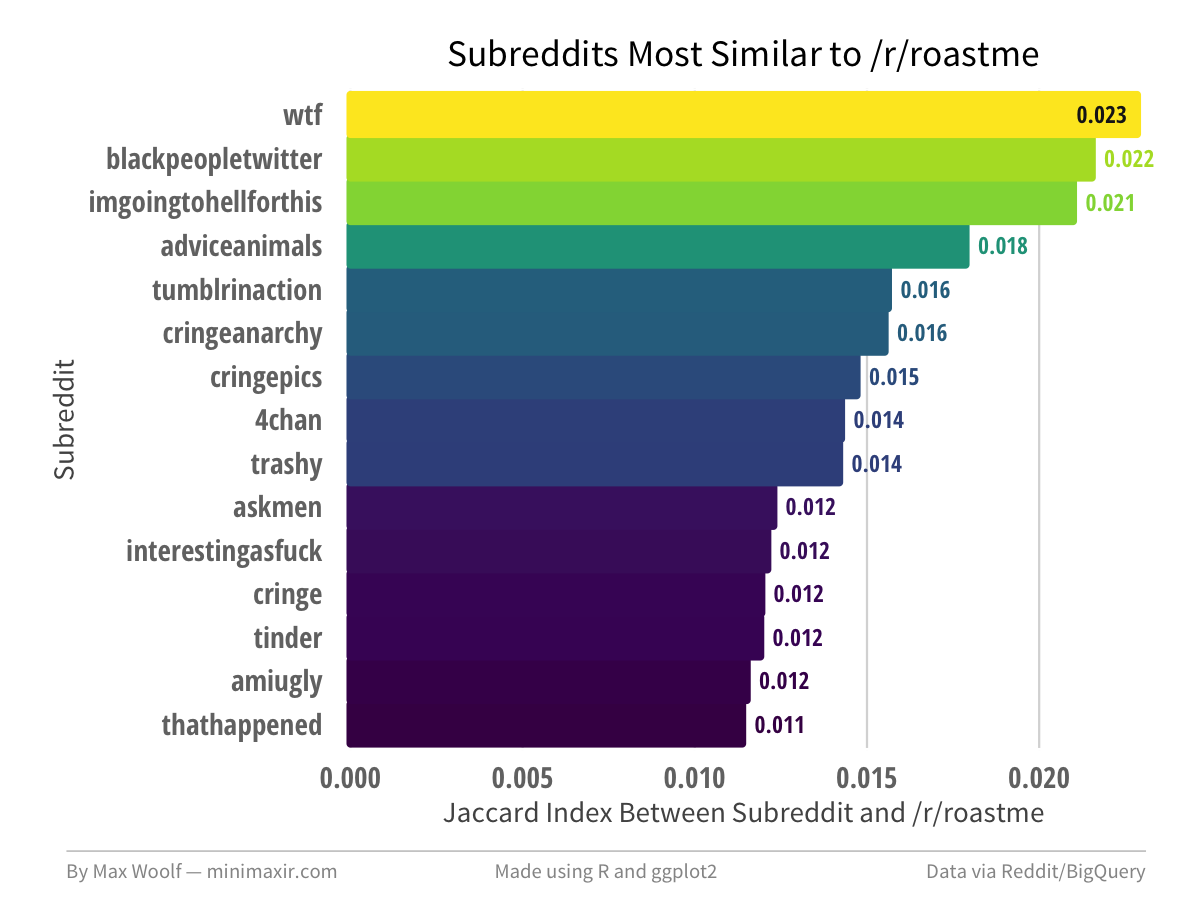 Subreddits Most Similar to /r/roastme
wtf 0.023
blackpeopletwitter 0.022
imgoingtohellforthis 0.021
adviceanimals 0.018
tumblrinaction 0.016
cringeanarchy 0.016
cringepics 0.015
4chan 0.014
trashy 0.014
askmen 0.012
interestingasfuck 0.012
cringe 0.012
tinder 0.012
amiugly 0.012
thathappened 0.011
Subreddit
0.000 0.005 0.010 0.015 0.020
Jaccard Index Between Subreddit and /r/roastme
By Max Woolf — minimaxir.com Made using R and ggplot2 Data via Reddit/BigQuery